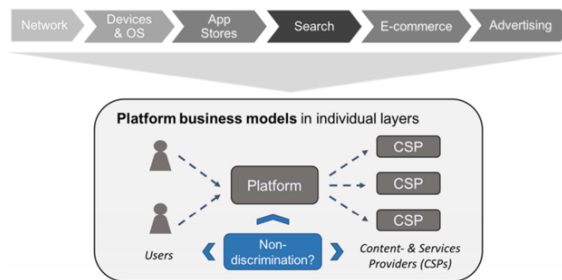 Network
Devices
& OS
App
Stores
Search
E-commerce
Advertising
Platform business models in individual layers
Platform
CSP
CSP
CSP
Users
Non-
discrimination?
Content- & Services
Providers (CSPs)